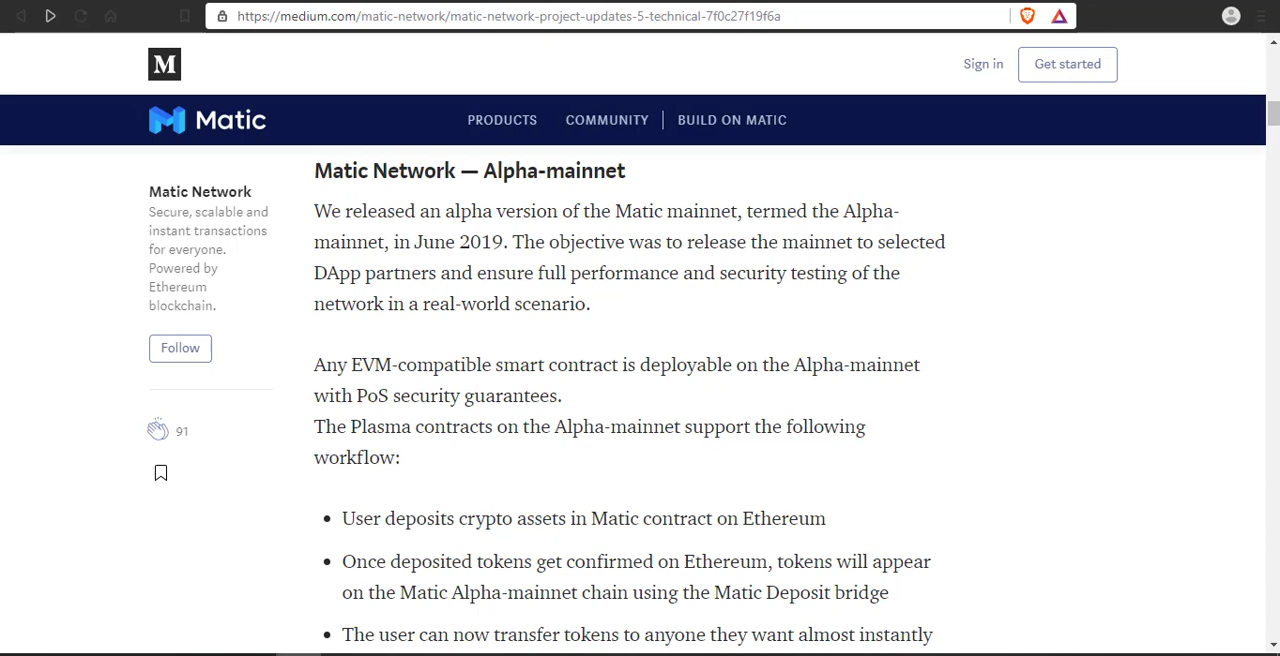 https://medium.com/matic-network/matic-network-project-updates-5-technical-7f0c27f19f6a
M
Sign in
Get started
Matic
PRODUCTS
COMMUNITY
BUILD ON MATIC
Matic Network
Secure, scalable and
instant transactions
for everyone.
Powered by
Ethereum
blockchain.
Follow
91
Matic Network — Alpha-mainnet
We released an alpha version of the Matic mainnet, termed the Alpha-
mainnet, in June 2019. The objective was to release the mainnet to selected
DApp partners and ensure full performance and security testing of the
network in a real-world scenario.
Any EVM-compatible smart contract is deployable on the Alpha-mainnet
with PoS security guarantees.
The Plasma contracts on the Alpha-mainnet support the following
workflow:
• User deposits crypto assets in Matic contract on Ethereum
• Once deposited tokens get confirmed on Ethereum, tokens will appear
on the Matic Alpha-mainnet chain using the Matic Deposit bridge
• The user can now transfer tokens to anyone they want almost instantly